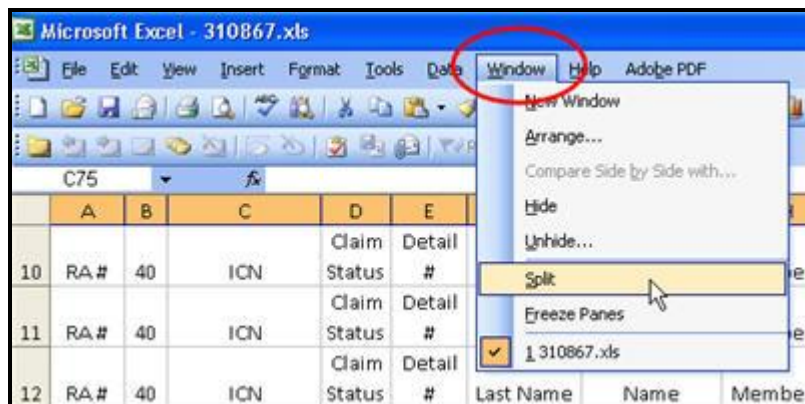 Microsoft Excel - 310867.xls
File Edit View Insert Format Tools Data Window Help Adobe PDF
New Window
Arrange...
Compare Side by Side with...
Hide
Unhide...
Split
Freeze Panes
1 310867.xls
C75 fx
A B C D E
10 RA# 40 ICN Claim Status Detail #
11 RA# 40 ICN Claim Status Detail #
12 RA# 40 ICN Claim Status Detail # Last Name Name Membe